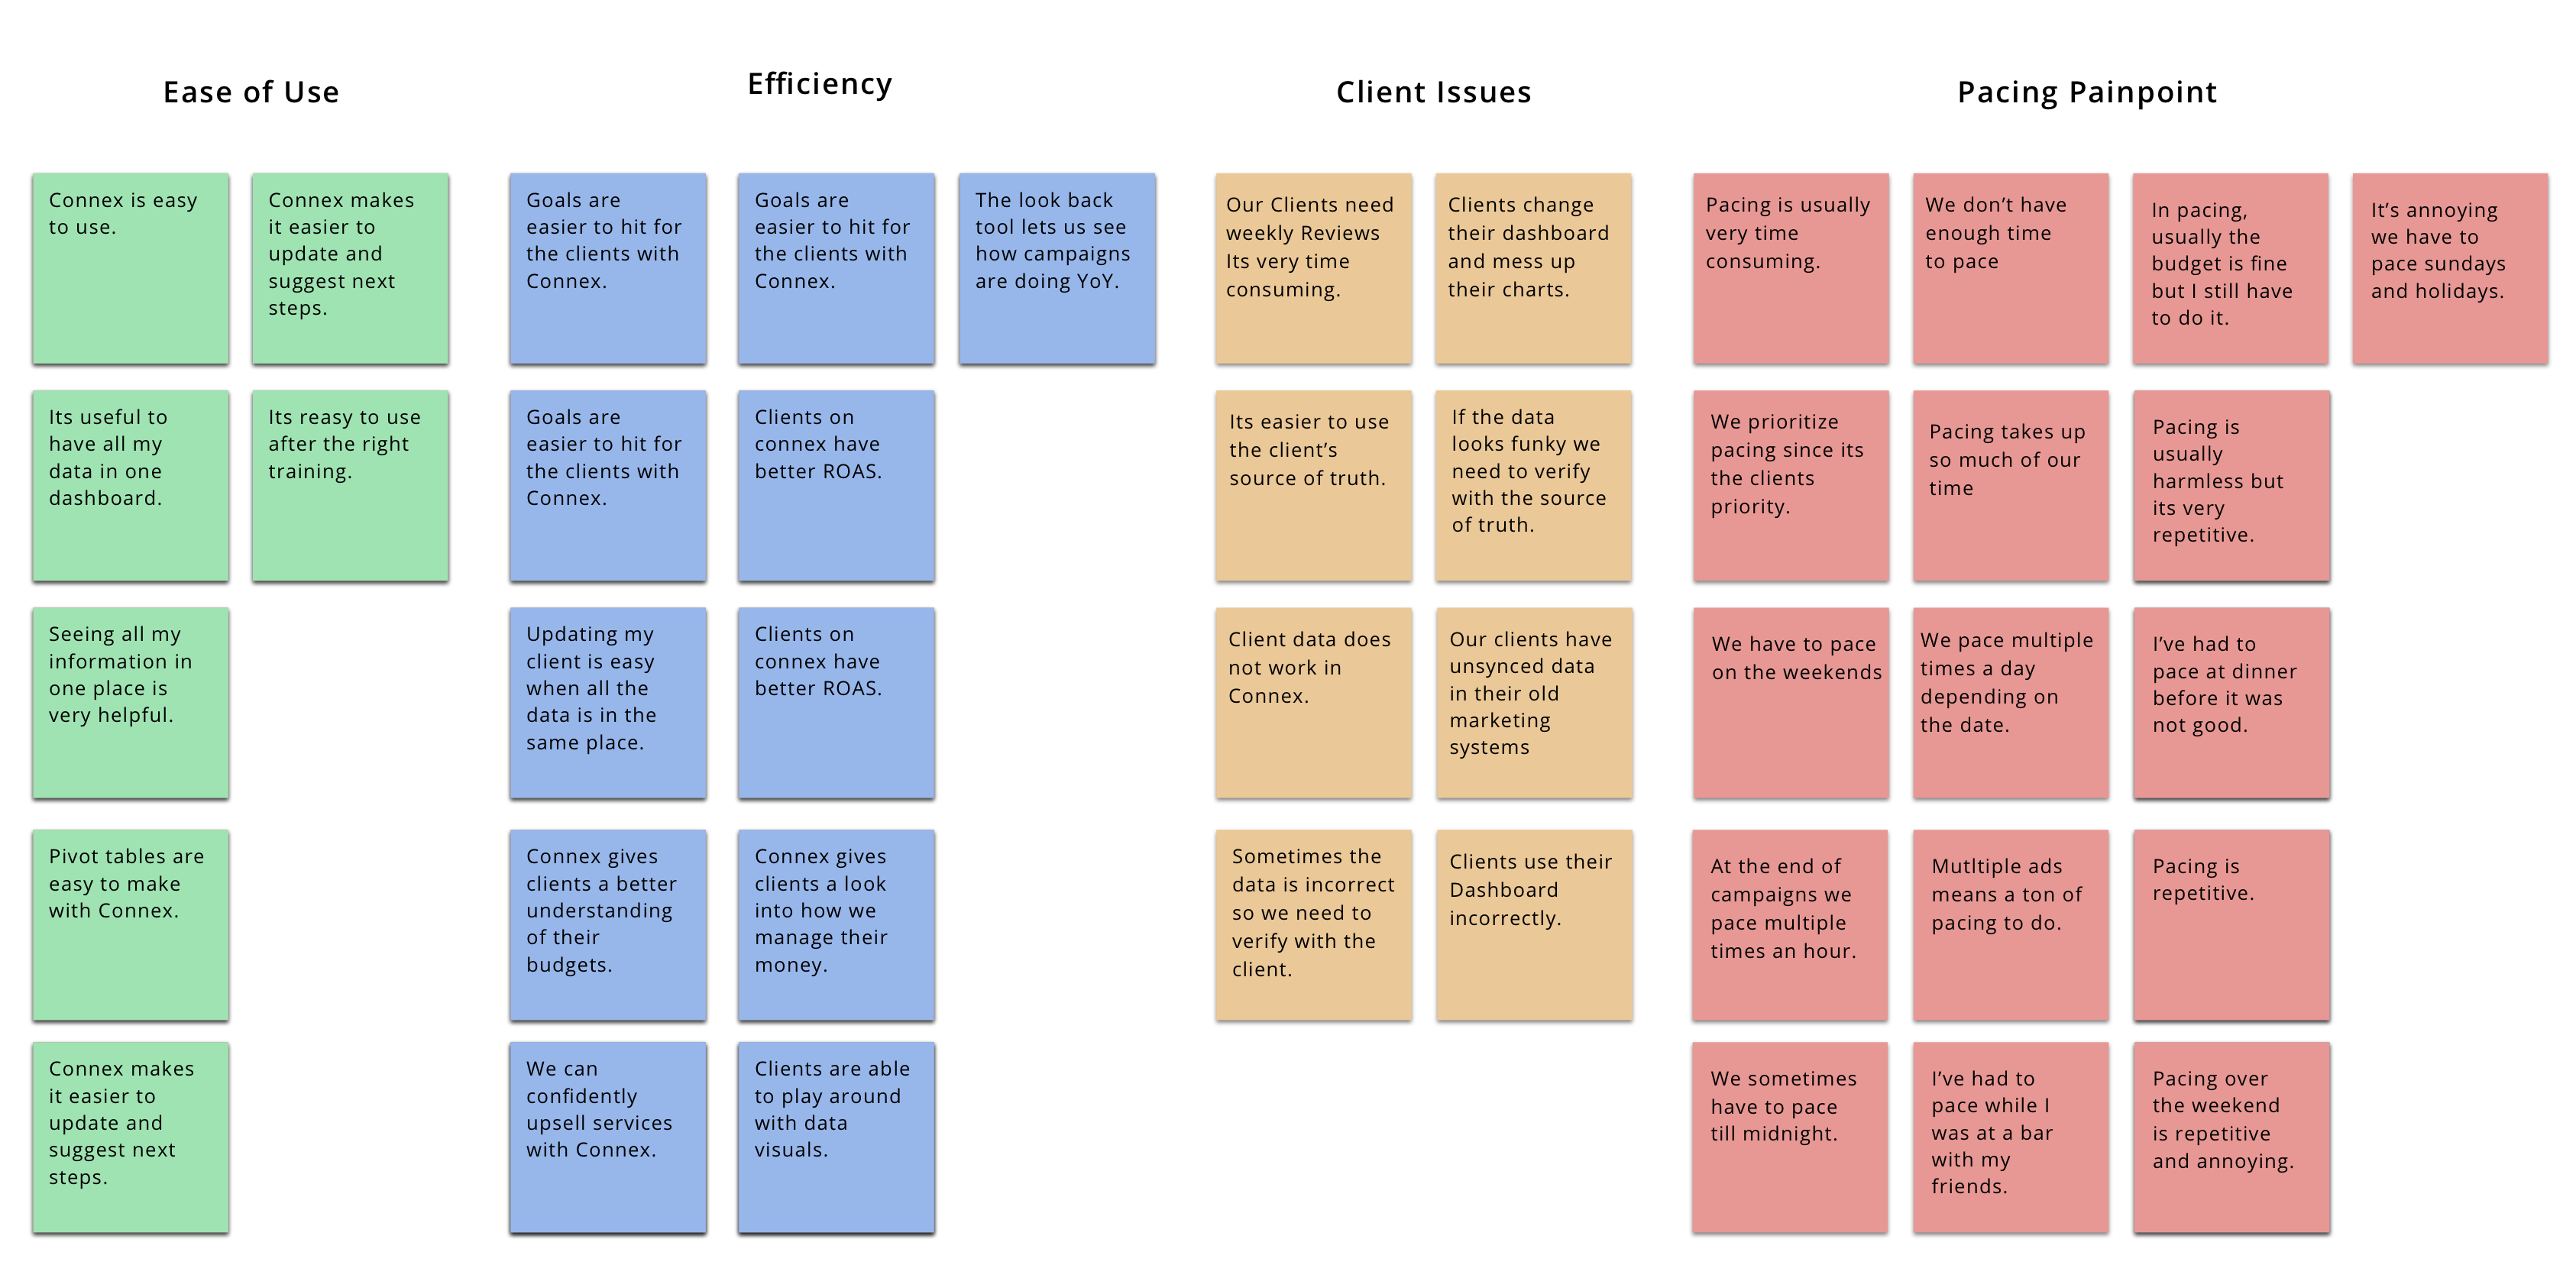 Ease of Use
Connex is easy
to use.
Connex makes
it easier to
update and
suggest next
steps.
Its useful to
have all my
data in one
dashboard.
Its reasy to use
after the right
training.
Seeing all my
information in
one place is
very helpful.
Pivot tables are
easy to make
with Connex.
Connex makes
it easier to
update and
suggest next
steps.
Efficiency
Goals are
easier to hit for
the clients with
Connex.
Goals are
easier to hit for
the clients with
Connex.
The look back
tool lets us see
how campaigns
are doing YoY.
Goals are
easier to hit for
the clients with
Connex.
Clients on
connex have
better ROAS.
Updating my
client is easy
when all the
data is in the
same place.
Clients on
connex have
better ROAS.
Connex gives
clients a better
understanding
of their
budgets.
Connex gives
clients a look
into how we
manage their
money.
We can
confidently
upsell services
with Connex.
Clients are able
to play around
with data
visuals.
Client Issues
Our Clients need
weekly Reviews
Its very time
consuming.
Clients change
their dashboard
and mess up
their charts.
Its easier to use
the client’s
source of truth.
If the data
looks funky we
need to verify
with the source
of truth.
Client data does
not work in
Connex.
Our clients have
unsynced data
in their old
marketing
systems
Sometimes the
data is incorrect
so we need to
verify with the
client.
Clients use their
Dashboard
incorrectly.
Pacing Painpoint
Pacing is usually
very time
consuming.
We don’t have
enough time
to pace
In pacing,
usually the
budget is fine
but I still have
to do it.
It’s annoying
we have to
pace sundays
and holidays.
We prioritize
pacing since its
the clients
priority.
Pacing takes up
so much of our
time
Pacing is
usually
harmless but
its very
repetitive.
We have to pace
on the weekends
We pace multiple
times a day
depending on
the date.
I’ve had to
pace at dinner
before it was
not good.
At the end of
campaigns we
pace multiple
times an hour.
Mutltiple ads
means a ton of
pacing to do.
Pacing is
repetitive.
We sometimes
have to pace
till midnight.
I’ve had to
pace while I
was at a bar
with my
friends.
Pacing over
the weekend
is repetitive
and annoying.